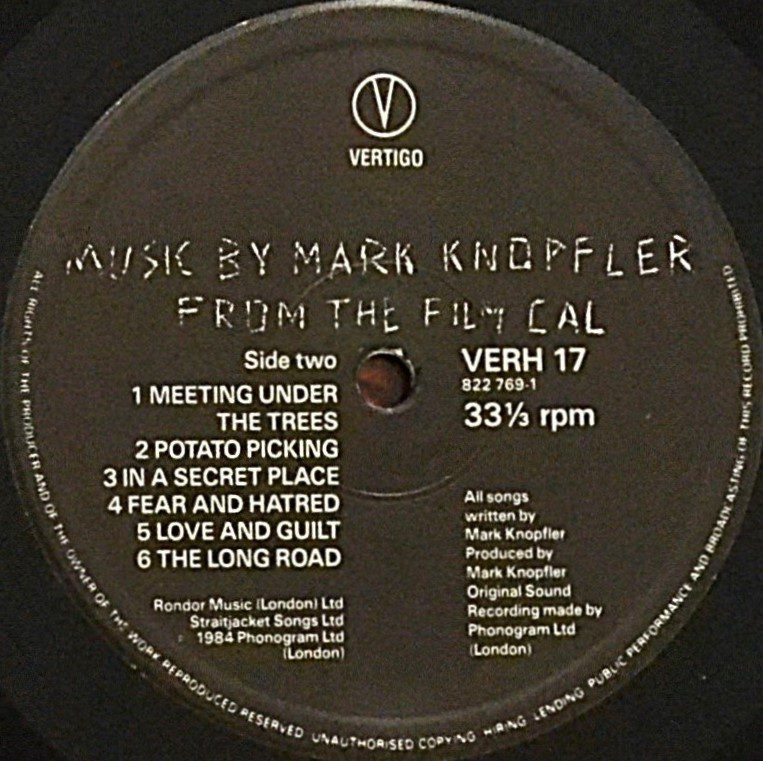 VERTIGO
MUSIC BY MARK KNOPFLER
FROM THE FILM CAL
Side two
1 MEETING UNDER
THE TREES
2 POTATO PICKING
3 IN A SECRET PLACE
4 FEAR AND HATRED
5 LOVE AND GUILT
6 THE LONG ROAD
VERH 17
822 769-1
33⅓ rpm
Rondor Music (London) Ltd
Straitjacket Songs Ltd
1984 Phonogram Ltd
(London)
All songs
written by
Mark Knopfler
Produced by
Mark Knopfler
Original Sound
Recording made by
Phonogram Ltd
(London)
ALL RIGHTS OF THE PRODUCER AND OF THE OWNER OF THE WORK REPRODUCED RESERVED. UNAUTHORISED COPYING, HIRING, LENDING, PUBLIC PERFORMANCE AND BROADCASTING OF THIS RECORD PROHIBITED